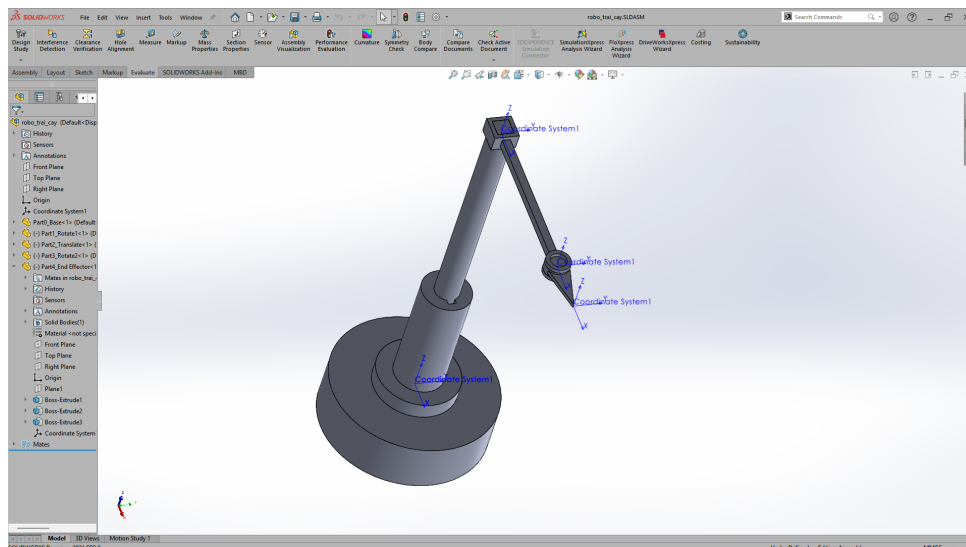 SOLIDWORKS File Edit View Insert Tools Simulation Window robo_trai_cay.SLDASM Search Commands
Design Study
Interference Detection
Clearance Verification
Hole Alignment
Measure
Markup
Mass Properties
Section Properties
Sensor
Assembly Visualization
Performance Evaluation
Curvature
Symmetry Check
Body Compare
Compare Documents
Check Active Document
3DEXPERIENCE Simulation Connector
SimulationXpress Analysis Wizard
FloXpress Analysis Wizard
DriveWorksXpress Wizard
Costing
Sustainability
Assembly Layout Sketch Markup Evaluate SOLIDWORKS Add-Ins MBD
robo_trai_cay (Default<Disp
History
Sensors
Annotations
Front Plane
Top Plane
Right Plane
Origin
Coordinate System1
Part0_Base<1> (Default
(-) Part1_Rotate1<1> (D
(-) Part2_Translate<1> (
(-) Part3_Rotate2<1> (D
(-) Part4_End Effector<1
Mates in robo_trai_
History
Sensors
Annotations
Solid Bodies(1)
Material <not speci
Front Plane
Top Plane
Right Plane
Origin
Plane1
Boss-Extrude1
Boss-Extrude2
Boss-Extrude3
Coordinate System
Mates
Z
Coordinate System1
Y
Z
Coordinate System1
Y
Z
Coordinate System1
Y
X
Z
Coordinate System1
X
Model 3D Views Motion Study 1